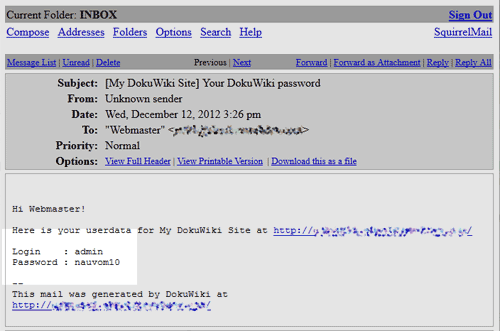 Current Folder: INBOX Sign Out
Compose Addresses Folders Options Search Help SquirrelMail
Message List | Unread | Delete Previous | Next Forward | Forward as Attachment | Reply | Reply All
Subject: [My DokuWiki Site] Your DokuWiki password
From: Unknown sender
Date: Wed, December 12, 2012 3:26 pm
To: "Webmaster" < >
Priority: Normal
Options: View Full Header | View Printable Version | Download this as a file
Hi Webmaster!
Here is your userdata for My DokuWiki Site at http:// /
Login : admin
Password : nauvom10
--
This mail was generated by DokuWiki at
http:// /